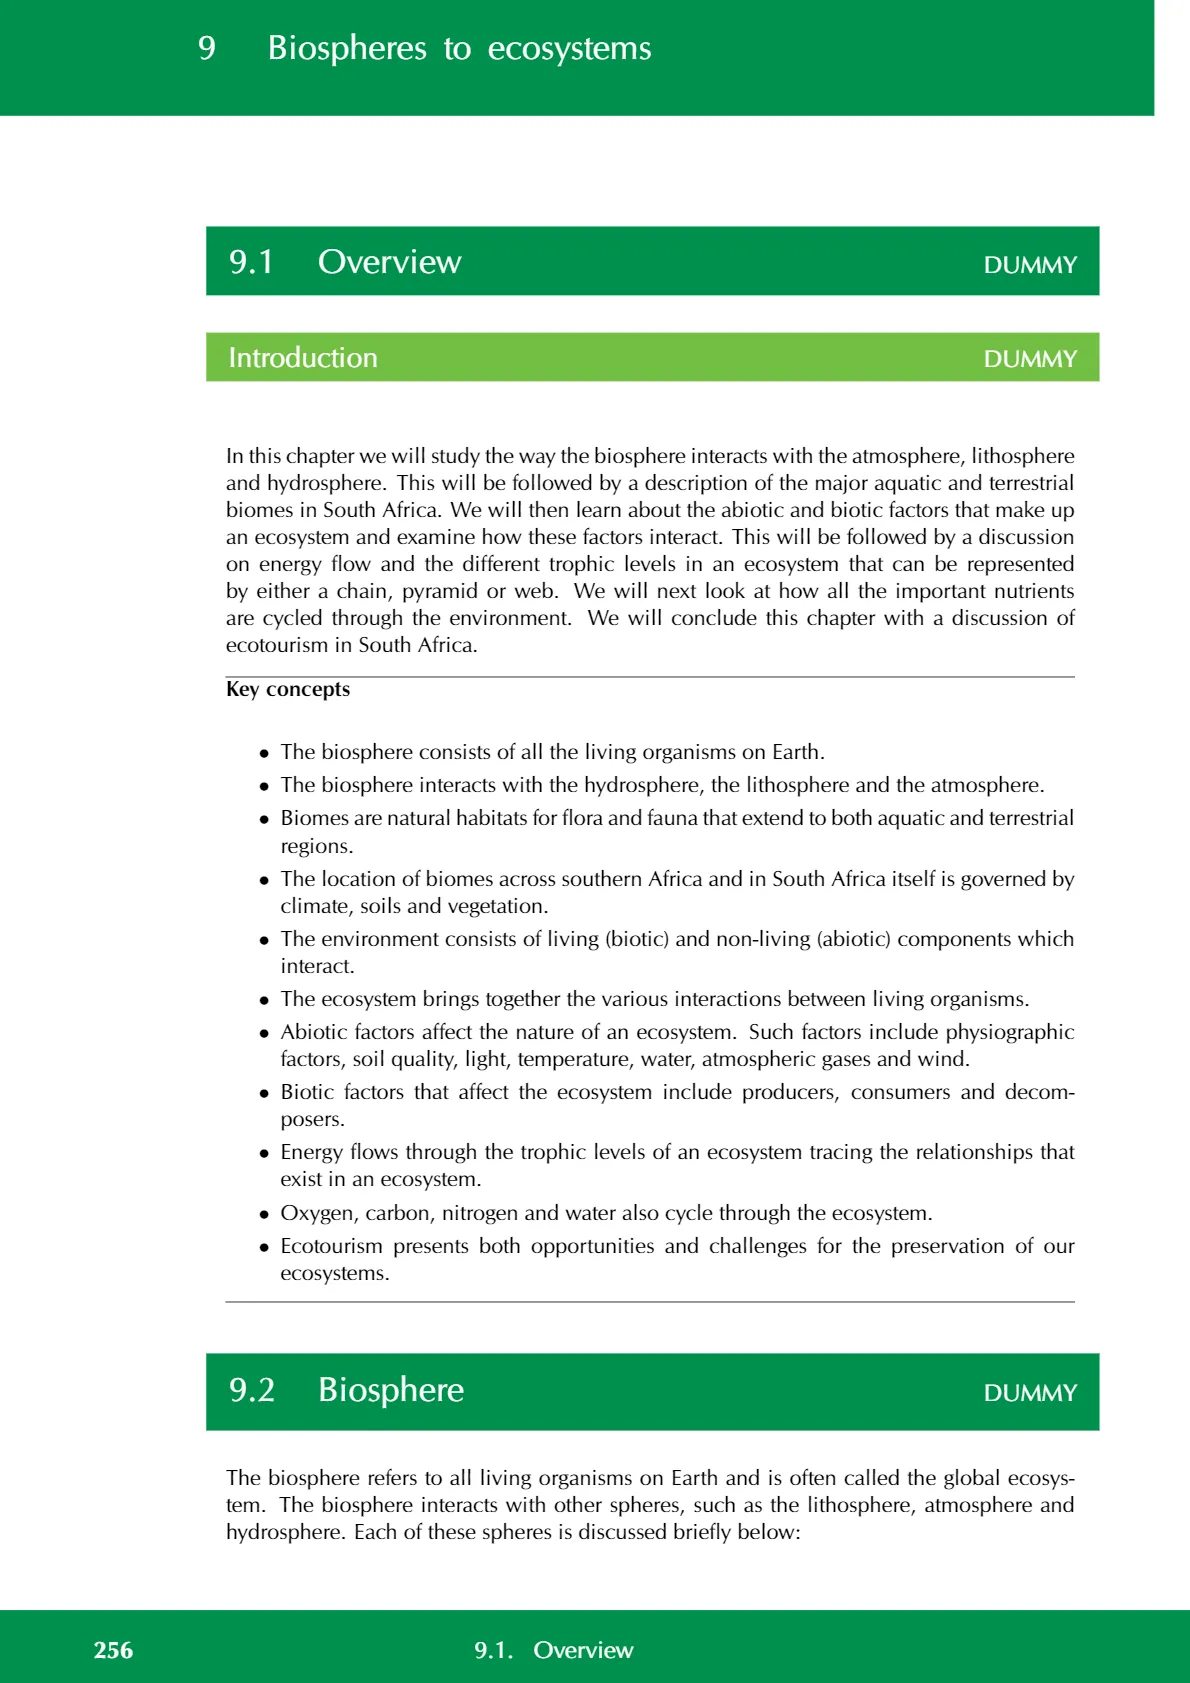 9 Biospheres to ecosystems
9.1 Overview DUMMY
Introduction DUMMY
In this chapter we will study the way the biosphere interacts with the atmosphere, lithosphere
and hydrosphere. This will be followed by a description of the major aquatic and terrestrial
biomes in South Africa. We will then learn about the abiotic and biotic factors that make up
an ecosystem and examine how these factors interact. This will be followed by a discussion
on energy flow and the different trophic levels in an ecosystem that can be represented
by either a chain, pyramid or web. We will next look at how all the important nutrients
are cycled through the environment. We will conclude this chapter with a discussion of
ecotourism in South Africa.
Key concepts
• The biosphere consists of all the living organisms on Earth.
• The biosphere interacts with the hydrosphere, the lithosphere and the atmosphere.
• Biomes are natural habitats for flora and fauna that extend to both aquatic and terrestrial
regions.
• The location of biomes across southern Africa and in South Africa itself is governed by
climate, soils and vegetation.
• The environment consists of living (biotic) and non-living (abiotic) components which
interact.
• The ecosystem brings together the various interactions between living organisms.
• Abiotic factors affect the nature of an ecosystem. Such factors include physiographic
factors, soil quality, light, temperature, water, atmospheric gases and wind.
• Biotic factors that affect the ecosystem include producers, consumers and decom-
posers.
• Energy flows through the trophic levels of an ecosystem tracing the relationships that
exist in an ecosystem.
• Oxygen, carbon, nitrogen and water also cycle through the ecosystem.
• Ecotourism presents both opportunities and challenges for the preservation of our
ecosystems.
9.2 Biosphere DUMMY
The biosphere refers to all living organisms on Earth and is often called the global ecosys-
tem. The biosphere interacts with other spheres, such as the lithosphere, atmosphere and
hydrosphere. Each of these spheres is discussed briefly below:
256 9.1. Overview